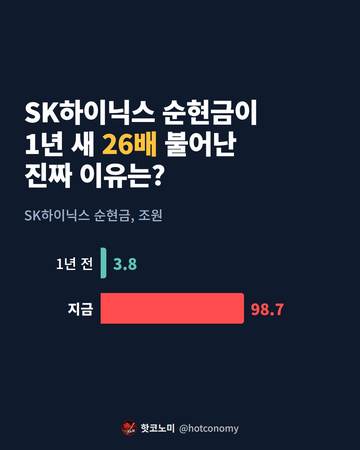 SK하이닉스 순현금이
1년 새 26배 불어난
진짜 이유는?
SK하이닉스 순현금, 조원
1년 전 3.8
지금 98.7
핫코노미 @hotconomy